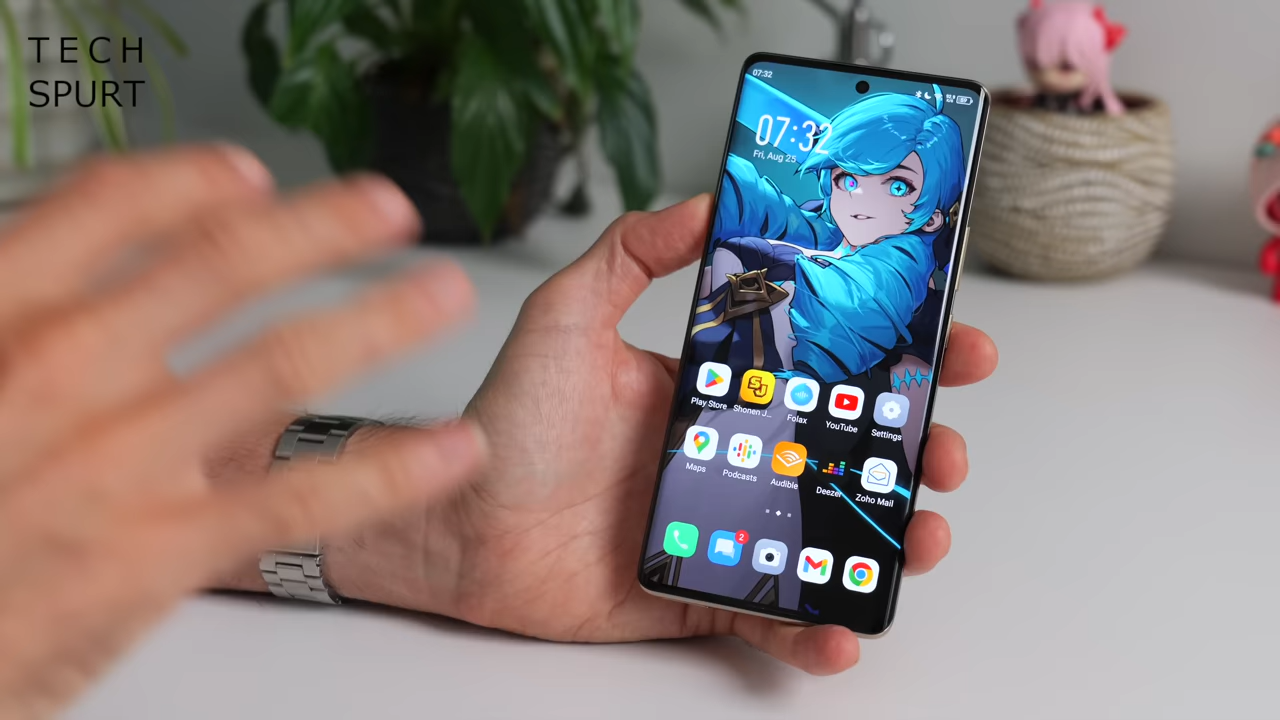 TECH
SPURT
07:32
07:32
Fri, Aug 25
Play Store
Shonen J...
Folax
YouTube
Settings
Maps
Podcasts
Audible
Deezer
Zoho Mail
2